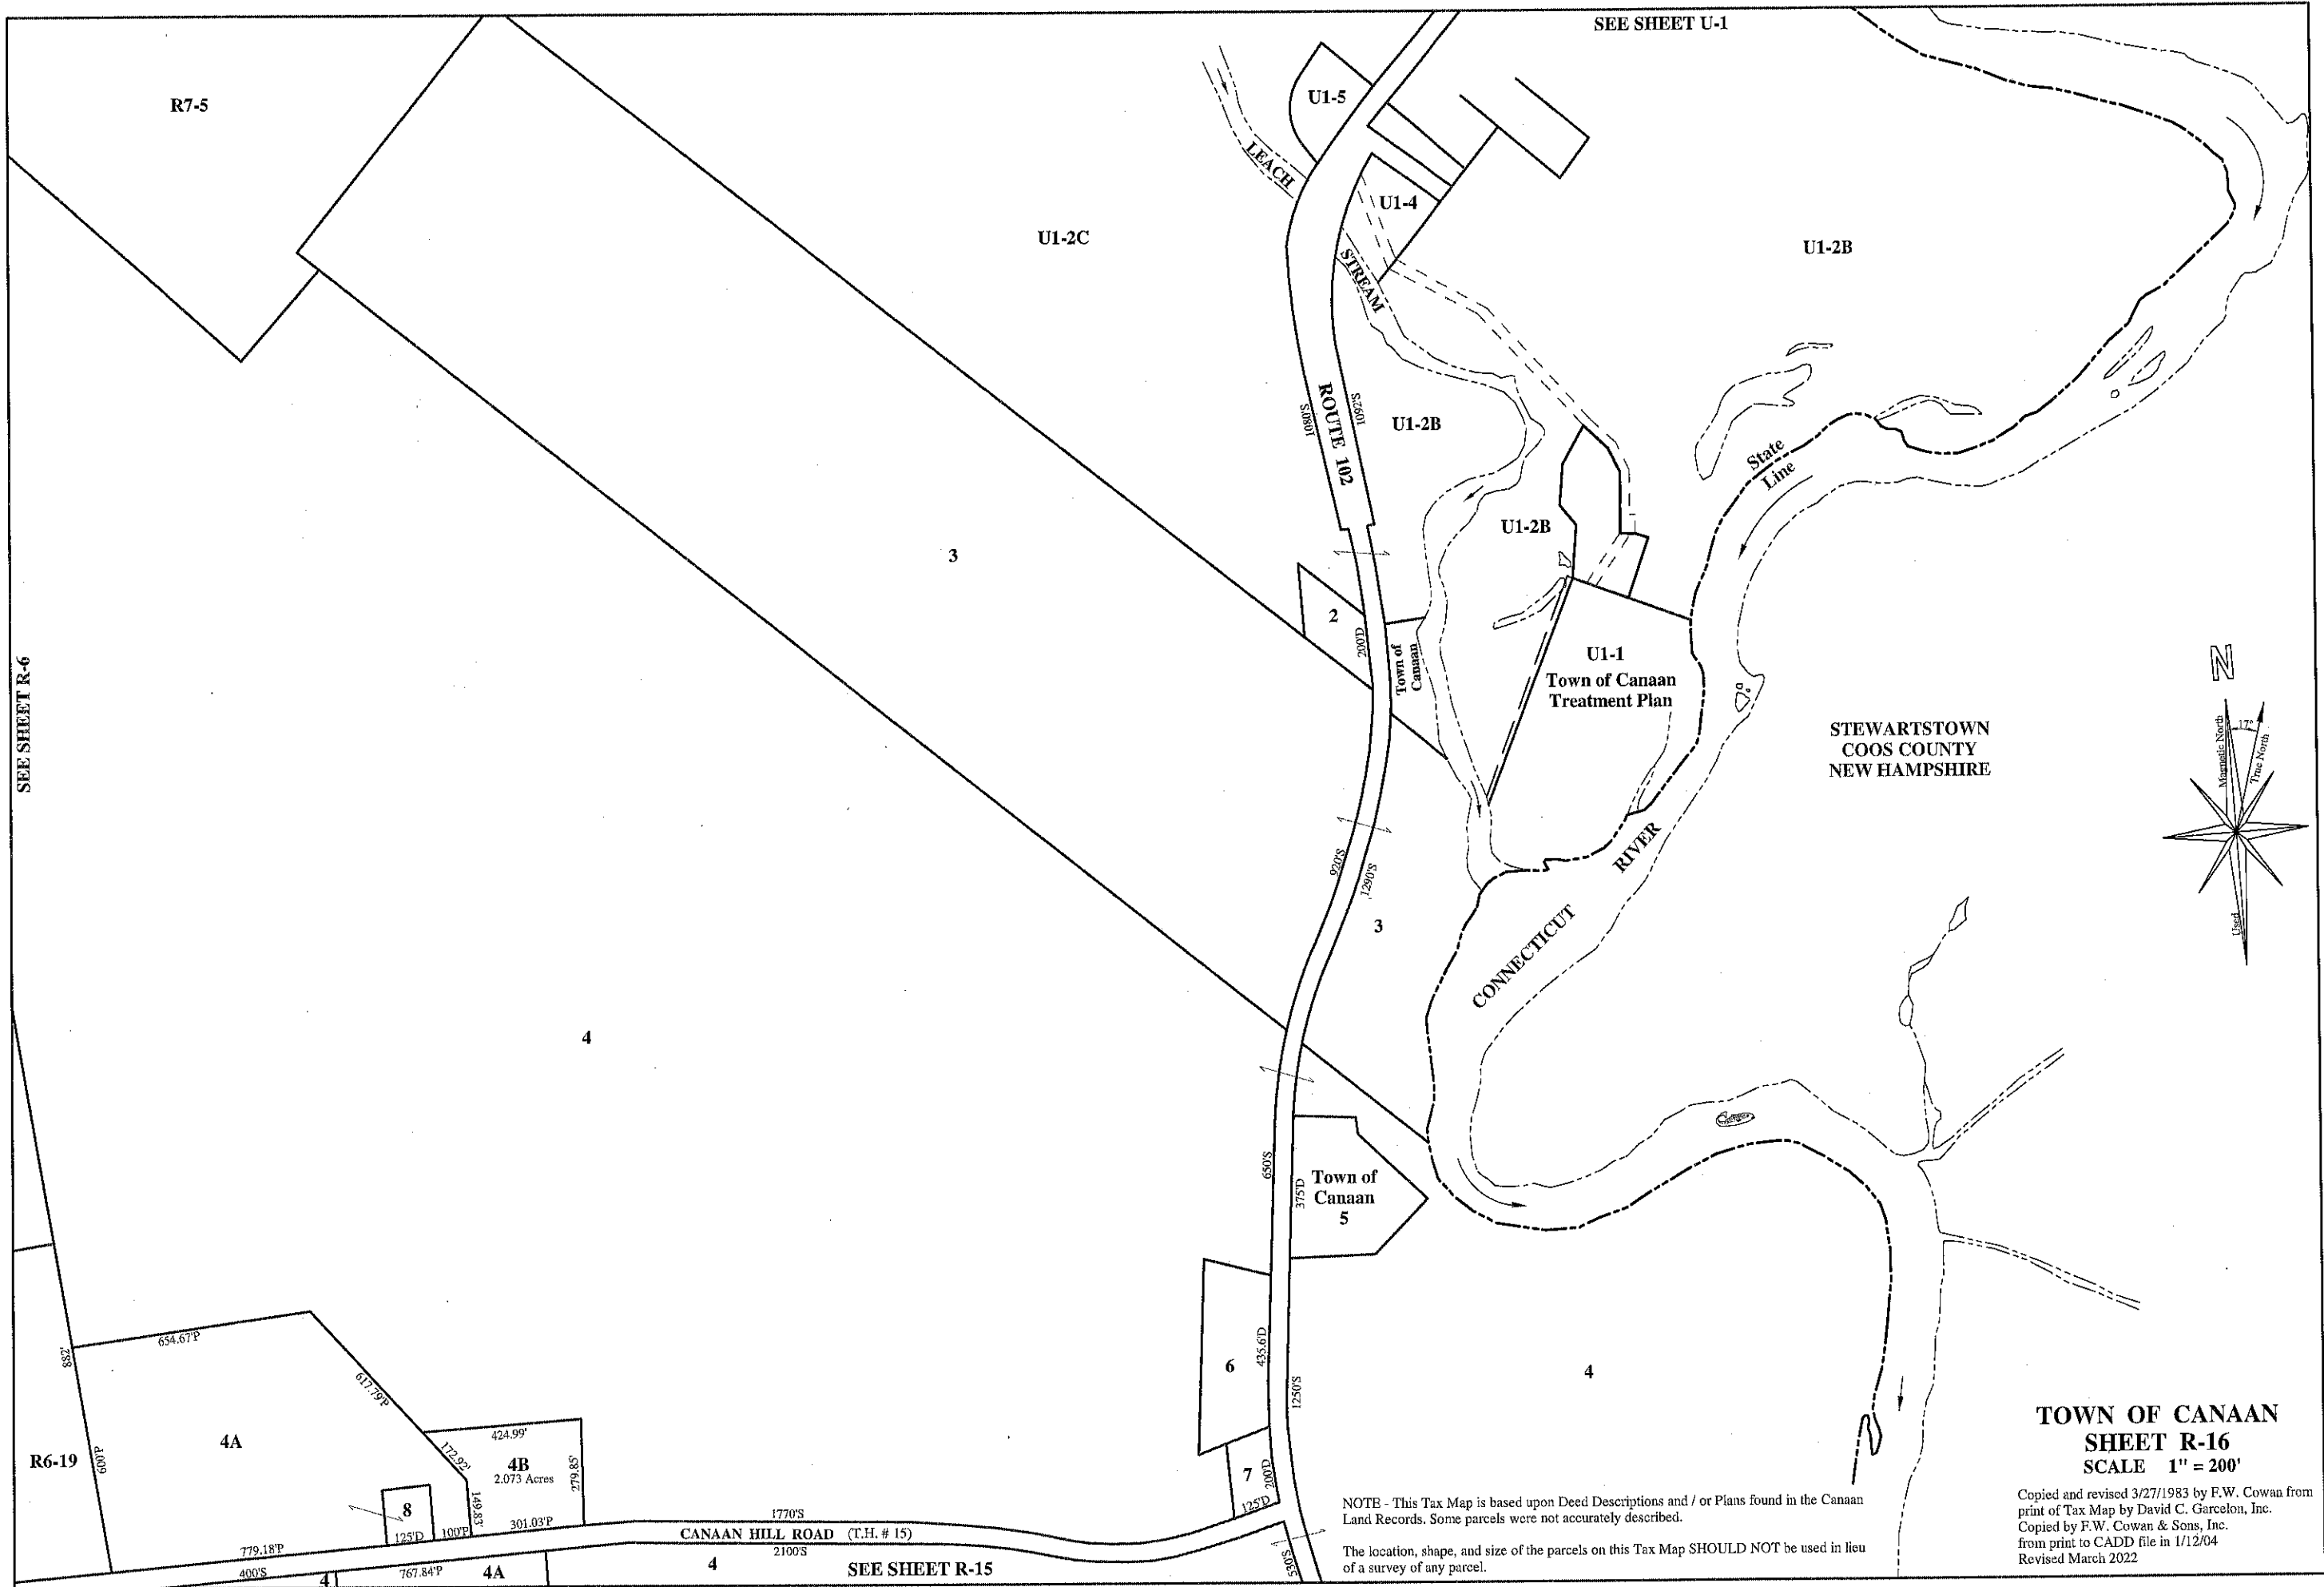 SEE SHEET U-1
R7-5
U1-5
LEACH
U1-4
U1-2C
U1-2B
STREAM
ROUTE 102
1080'S
1092'S
U1-2B
State
Line
U1-2B
3
2
200'D
Town of
Canaan
U1-1
Town of Canaan
Treatment Plan
SEE SHEET R-6
N
Magnetic North
17°
True North
Used
STEWARTSTOWN
COOS COUNTY
NEW HAMPSHIRE
920'S
1290'S
RIVER
CONNECTICUT
3
4
650'S
375'D
Town of
Canaan
5
654.67'P
882'
617.79'P
6
435.6'D
1250'S
4
4A
600'P
R6-19
424.99'
172.92'
4B
2.073 Acres
279.85'
149.83'
8
125'D
100'P
301.03'P
7
200'D
125'D
1770'S
CANAAN HILL ROAD (T.H. # 15)
2100'S
779.18'P
400'S
4
767.84'P
4A
4
SEE SHEET R-15
530'S
NOTE - This Tax Map is based upon Deed Descriptions and / or Plans found in the Canaan
Land Records. Some parcels were not accurately described.
The location, shape, and size of the parcels on this Tax Map SHOULD NOT be used in lieu
of a survey of any parcel.
TOWN OF CANAAN
SHEET R-16
SCALE 1" = 200'
Copied and revised 3/27/1983 by F.W. Cowan from
print of Tax Map by David C. Garcelon, Inc.
Copied by F.W. Cowan & Sons, Inc.
from print to CADD file in 1/12/04
Revised March 2022